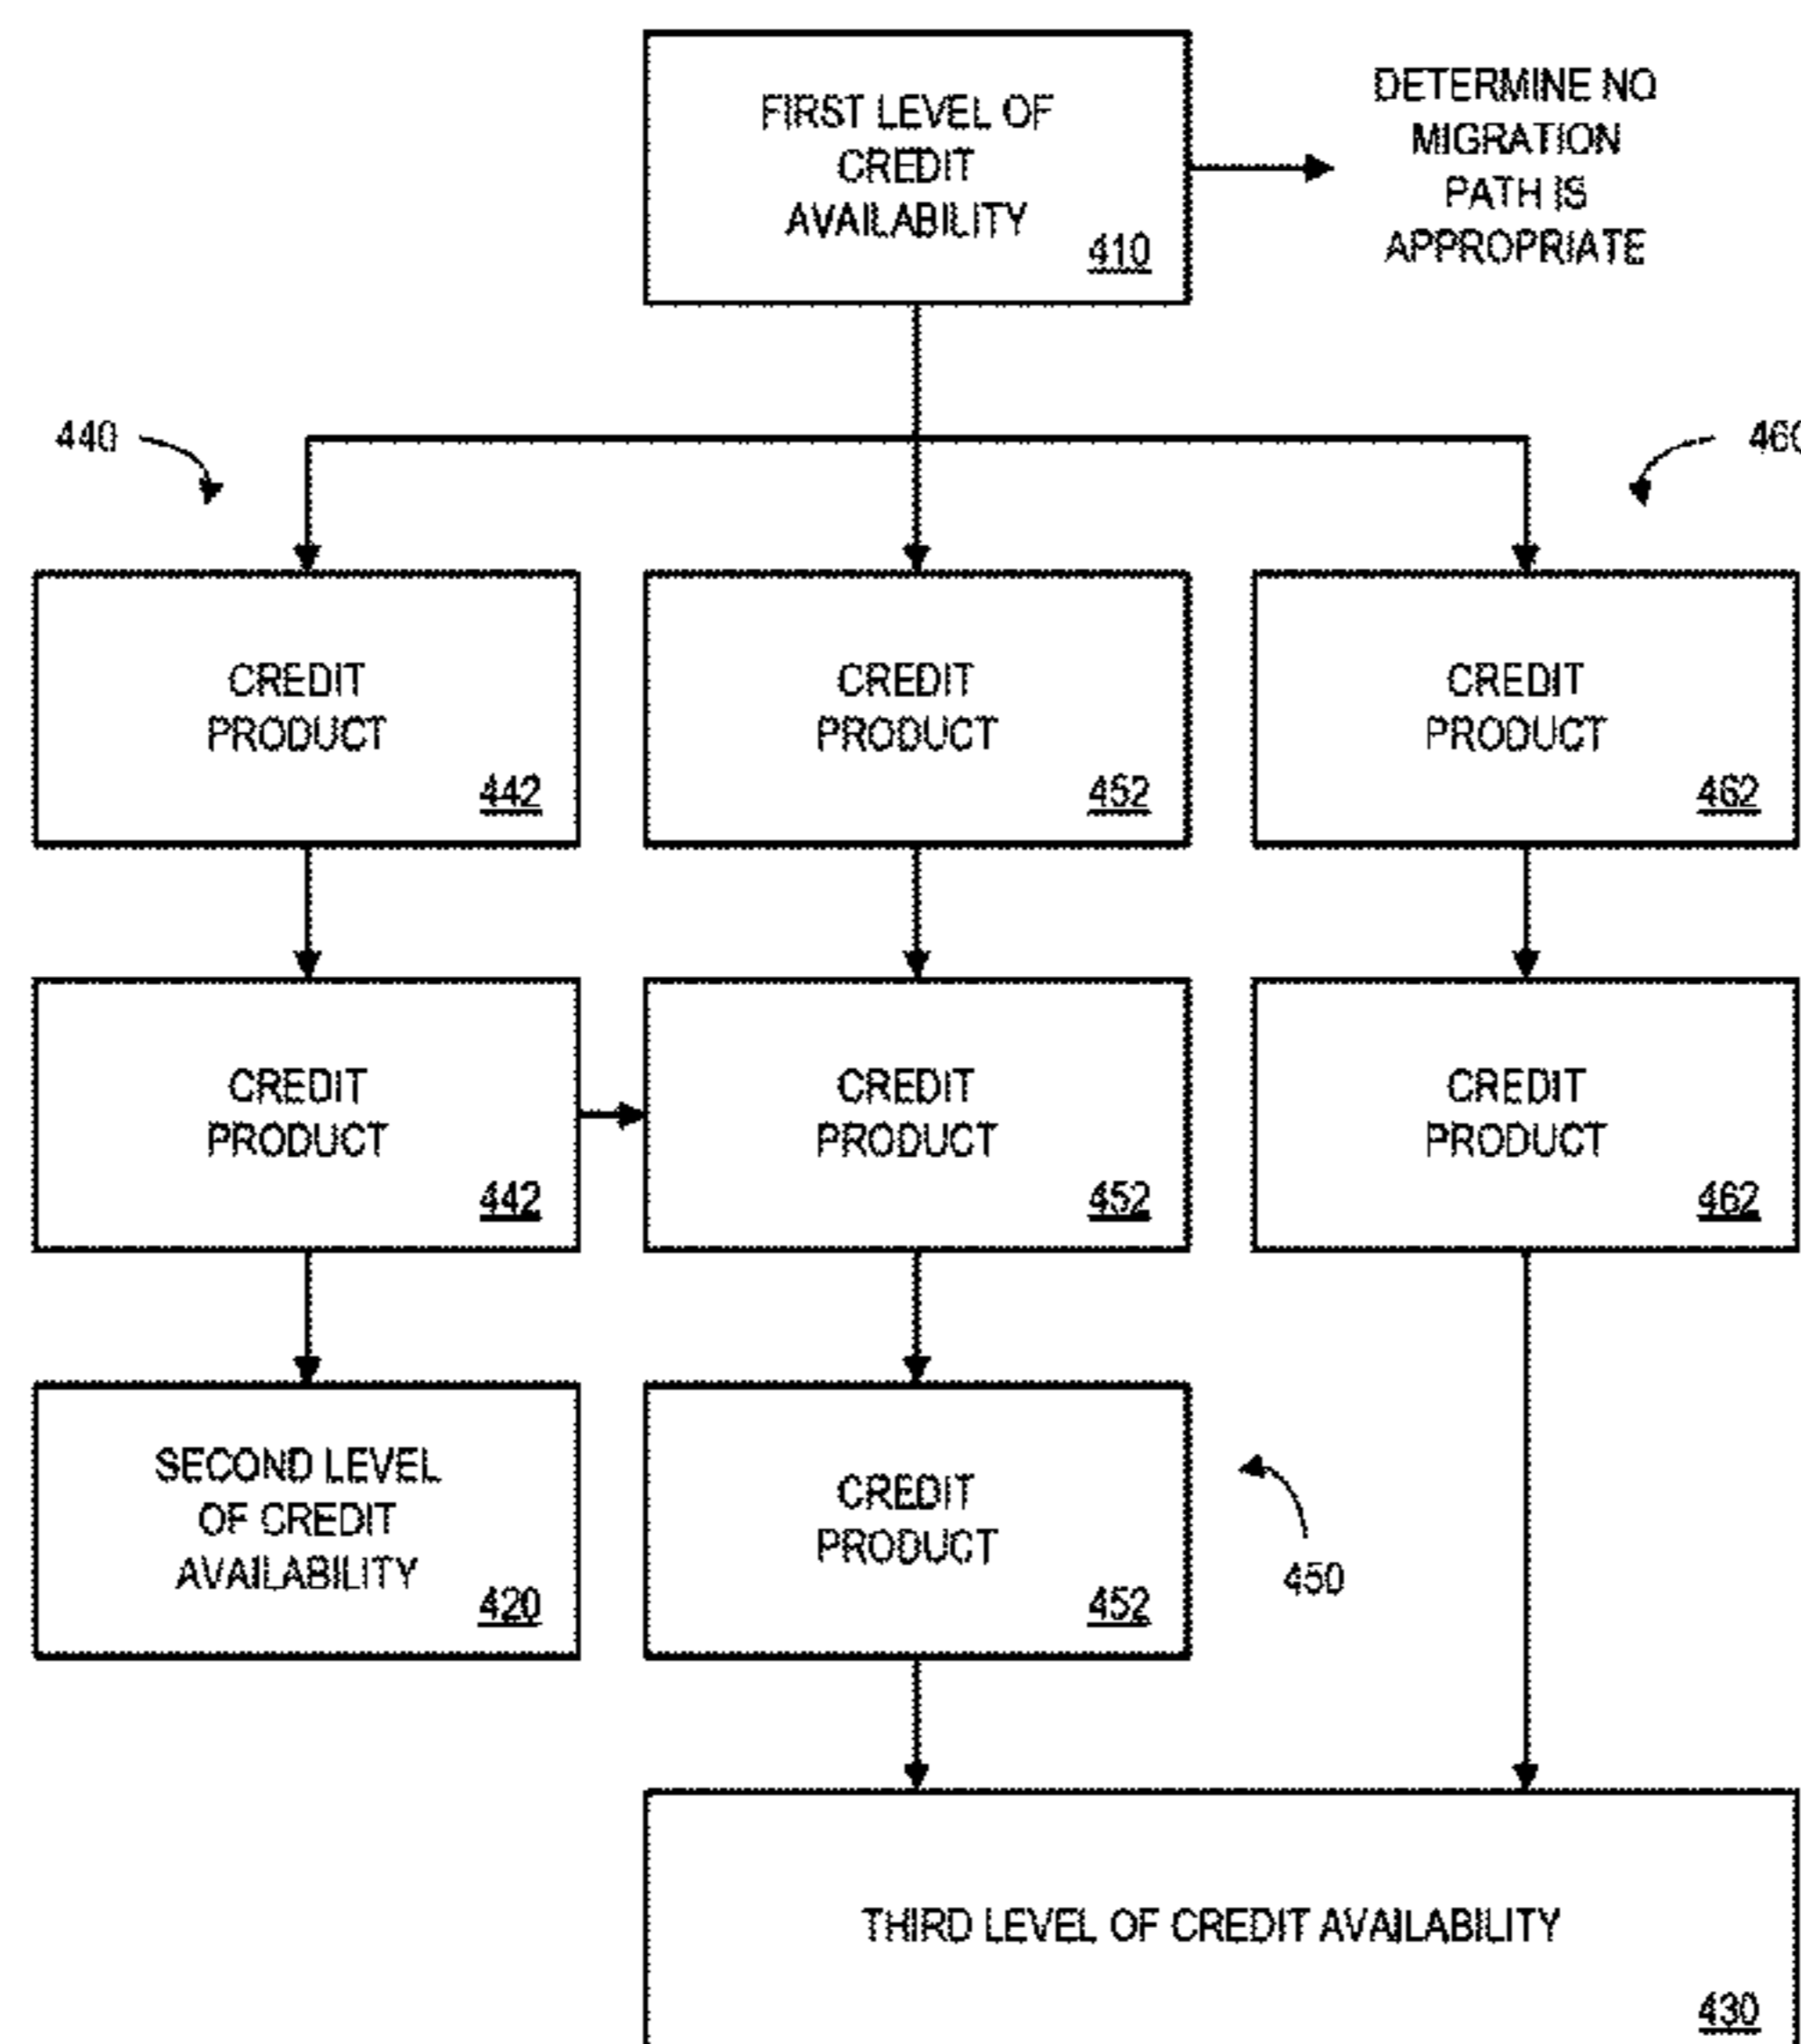 FIRST LEVEL OF
CREDIT
AVAILABILITY
410
DETERMINE NO
MIGRATION
PATH IS
APPROPRIATE
440
460
CREDIT
PRODUCT
442
CREDIT
PRODUCT
452
CREDIT
PRODUCT
462
CREDIT
PRODUCT
442
CREDIT
PRODUCT
452
CREDIT
PRODUCT
462
SECOND LEVEL
OF CREDIT
AVAILABILITY
420
CREDIT
PRODUCT
452
450
THIRD LEVEL OF CREDIT AVAILABILITY
430